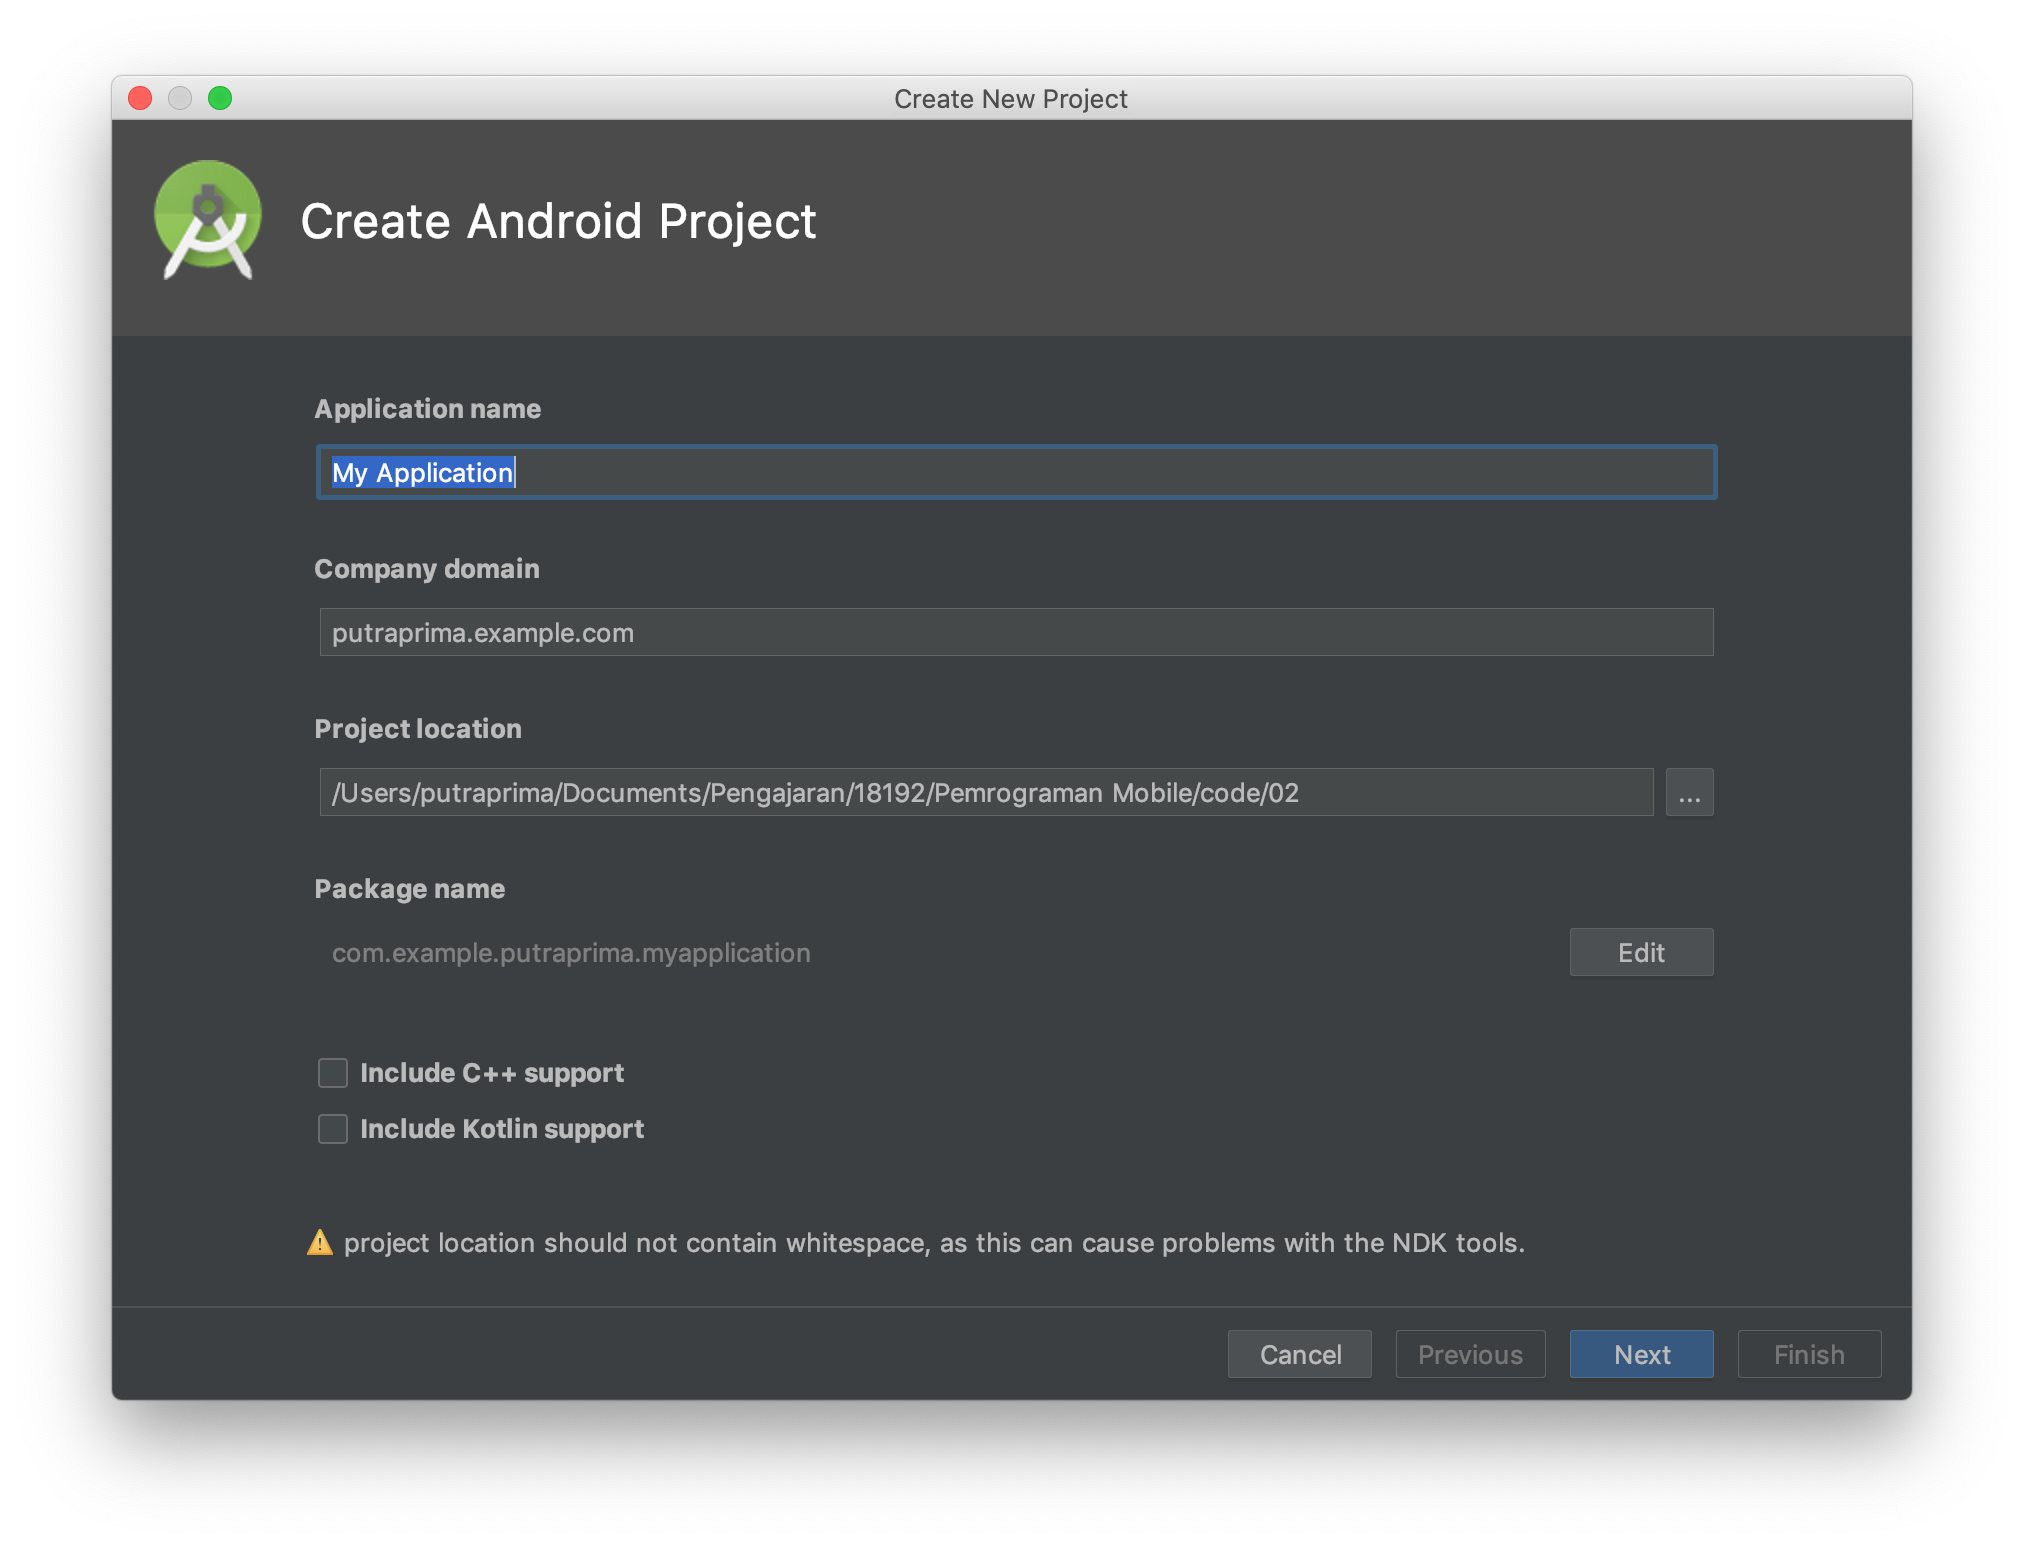 Create New Project
Create Android Project
Application name
My Application
Company domain
putraprima.example.com
Project location
/Users/putraprima/Documents/Pengajaran/18192/Pemrograman Mobile/code/02
...
Package name
com.example.putraprima.myapplication
Edit
Include C++ support
Include Kotlin support
project location should not contain whitespace, as this can cause problems with the NDK tools.
Cancel Previous Next Finish